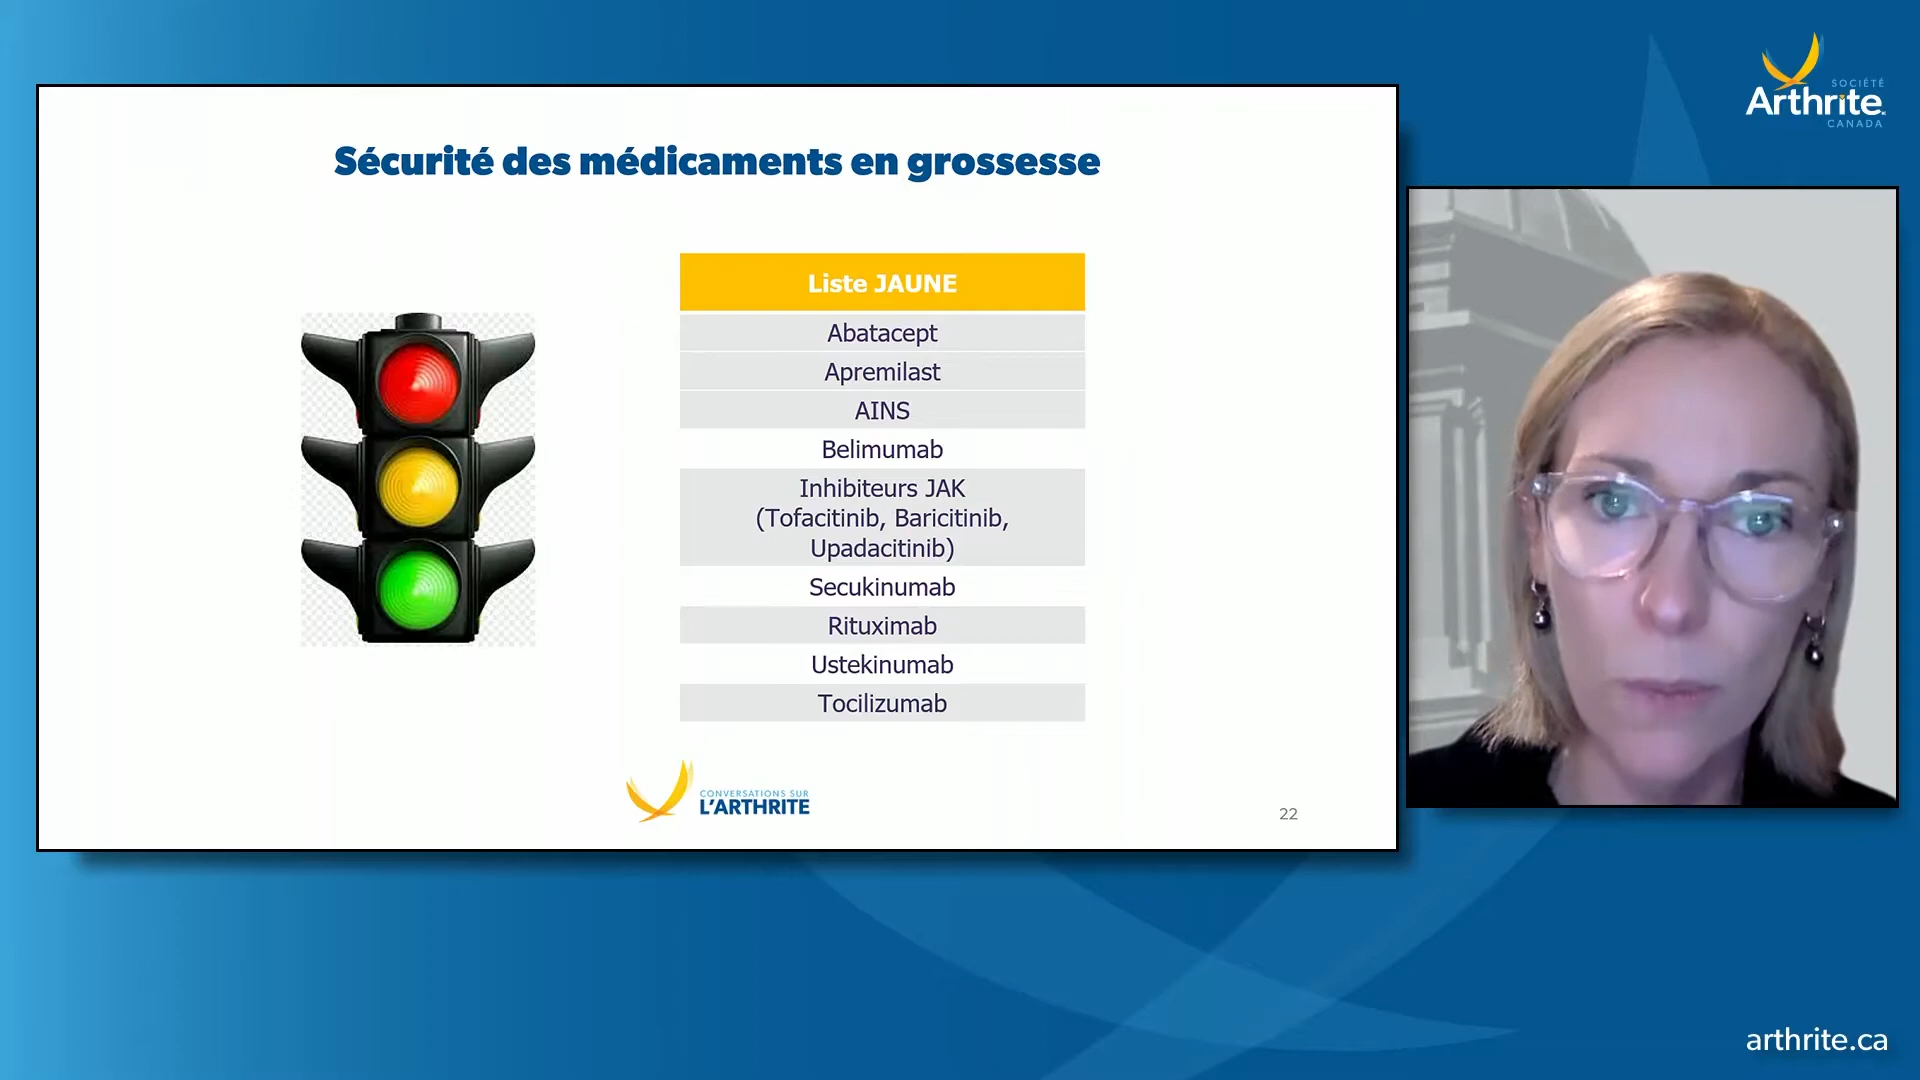 Sécurité des médicaments en grossesse
Liste JAUNE
Abatacept
Apremilast
AINS
Belimumab
Inhibiteurs JAK
(Tofacitinib, Baricitinib,
Upadacitinib)
Secukinumab
Rituximab
Ustekinumab
Tocilizumab
CONVERSATIONS SUR
L'ARTHRITE
22
SOCIÉTÉ
Arthrite
CANADA
arthrite.ca